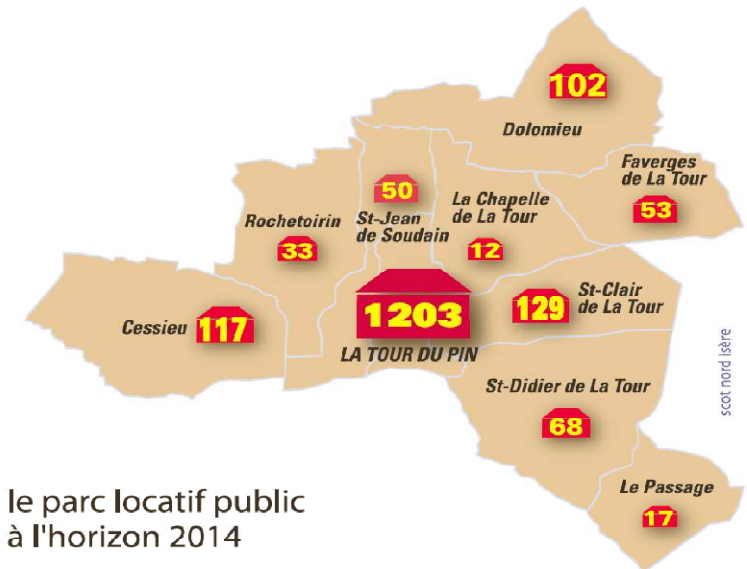 102
Dolomieu
Faverges
de La Tour
53
50
St-Jean
de Soudain
La Chapelle
de La Tour
12
Rochetoirin
33
Cessieu
117
1203
LA TOUR DU PIN
129
St-Clair
de La Tour
St-Didier de La Tour
68
Le Passage
17
scot nord isère
le parc locatif public
à l'horizon 2014